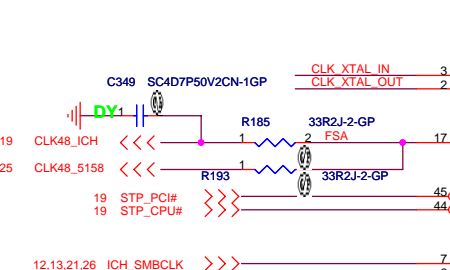 CLK_XTAL_IN 3
C349 SC4D7P50V2CN-1GP CLK_XTAL_OUT 2
DY 1
R185 33R2J-2-GP
19 CLK48_ICH 1 2 FSA 17
25 CLK48_5158 1
R193 33R2J-2-GP
19 STP_PCI# 45
19 STP_CPU# 44
12,13,21,26 ICH_SMBCLK 7